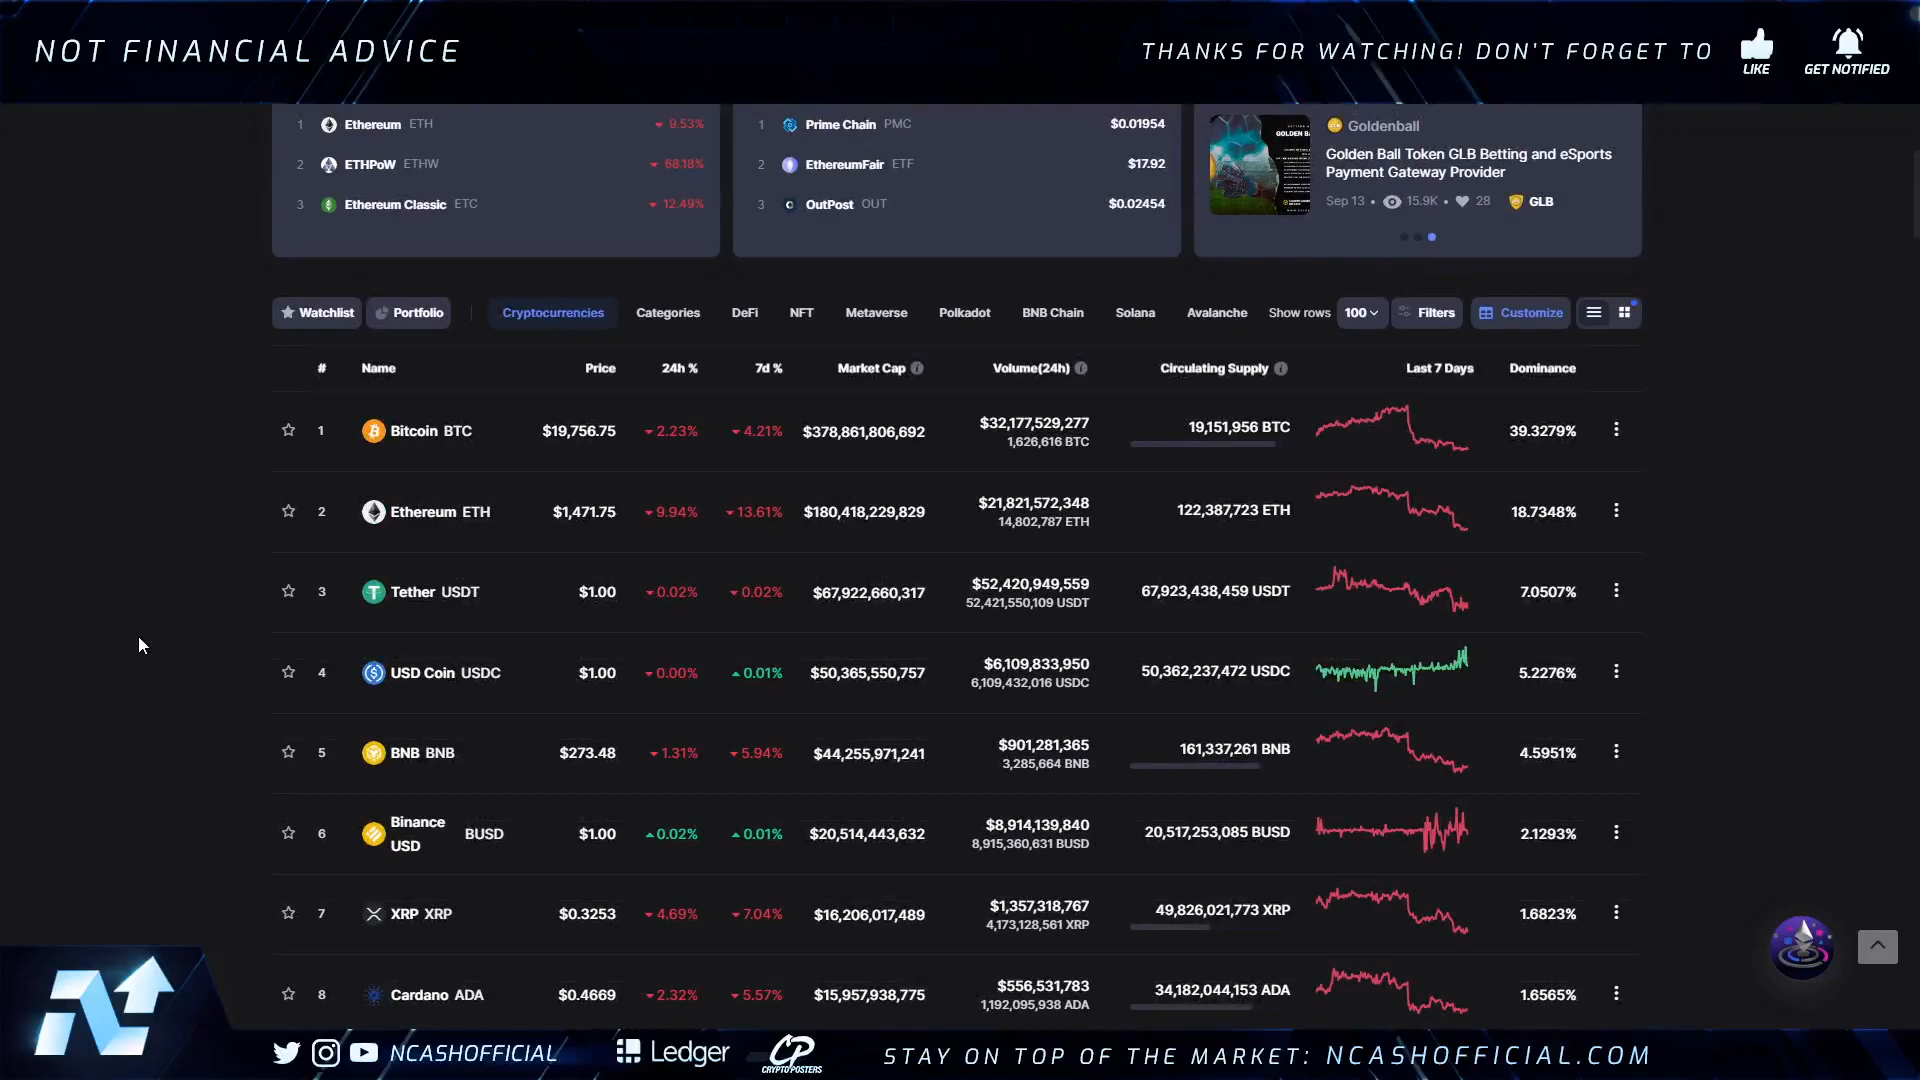 NOT FINANCIAL ADVICE
THANKS FOR WATCHING! DON'T FORGET TO
LIKE
GET NOTIFIED
1 Ethereum ETH 9.53%
2 ETHPoW ETHW 68.18%
3 Ethereum Classic ETC 12.49%
1 Prime Chain PMC $0.01954
2 EthereumFair ETF $17.92
3 OutPost OUT $0.02454
Goldenball
Golden Ball Token GLB Betting and eSports
Payment Gateway Provider
Sep 13 • 15.9K • 28 GLB
Watchlist Portfolio Cryptocurrencies Categories DeFi NFT Metaverse Polkadot BNB Chain Solana Avalanche Show rows 100 Filters Customize
# Name Price 24h % 7d % Market Cap Volume(24h) Circulating Supply Last 7 Days Dominance
1 Bitcoin BTC $19,756.75 2.23% 4.21% $378,861,806,692 $32,177,529,277 19,151,956 BTC 39.3279%
1,626,616 BTC
2 Ethereum ETH $1,471.75 9.94% 13.61% $180,418,229,829 $21,821,572,348 122,387,723 ETH 18.7348%
14,802,787 ETH
3 Tether USDT $1.00 0.02% 0.02% $67,922,660,317 $52,420,949,559 67,923,438,459 USDT 7.0507%
52,421,550,109 USDT
4 USD Coin USDC $1.00 0.00% 0.01% $50,365,550,757 $6,109,833,950 50,362,237,472 USDC 5.2276%
6,109,432,016 USDC
5 BNB BNB $273.48 1.31% 5.94% $44,255,971,241 $901,281,365 161,337,261 BNB 4.5951%
3,285,664 BNB
6 Binance USD BUSD $1.00 0.02% 0.01% $20,514,443,632 $8,914,139,840 20,517,253,085 BUSD 2.1293%
8,915,360,631 BUSD
7 XRP XRP $0.3253 4.69% 7.04% $16,206,017,489 $1,357,318,767 49,826,021,773 XRP 1.6823%
4,173,128,561 XRP
8 Cardano ADA $0.4669 2.32% 5.57% $15,957,938,775 $556,531,783 34,182,044,153 ADA 1.6565%
1,192,095,938 ADA
NCASHOFFICIAL
Ledger
CP
CRYPTOPOSTERS
STAY ON TOP OF THE MARKET: NCASHOFFICIAL.COM